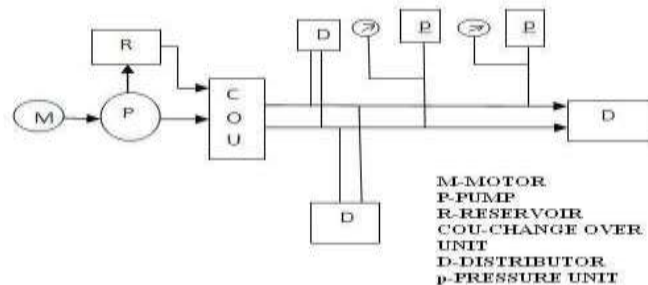 D
p
p
R
C
O
U
M
P
D
D
M-MOTOR
P-PUMP
R-RESERVOIR
COU-CHANGE OVER
UNIT
D-DISTRIBUTOR
p-PRESSURE UNIT